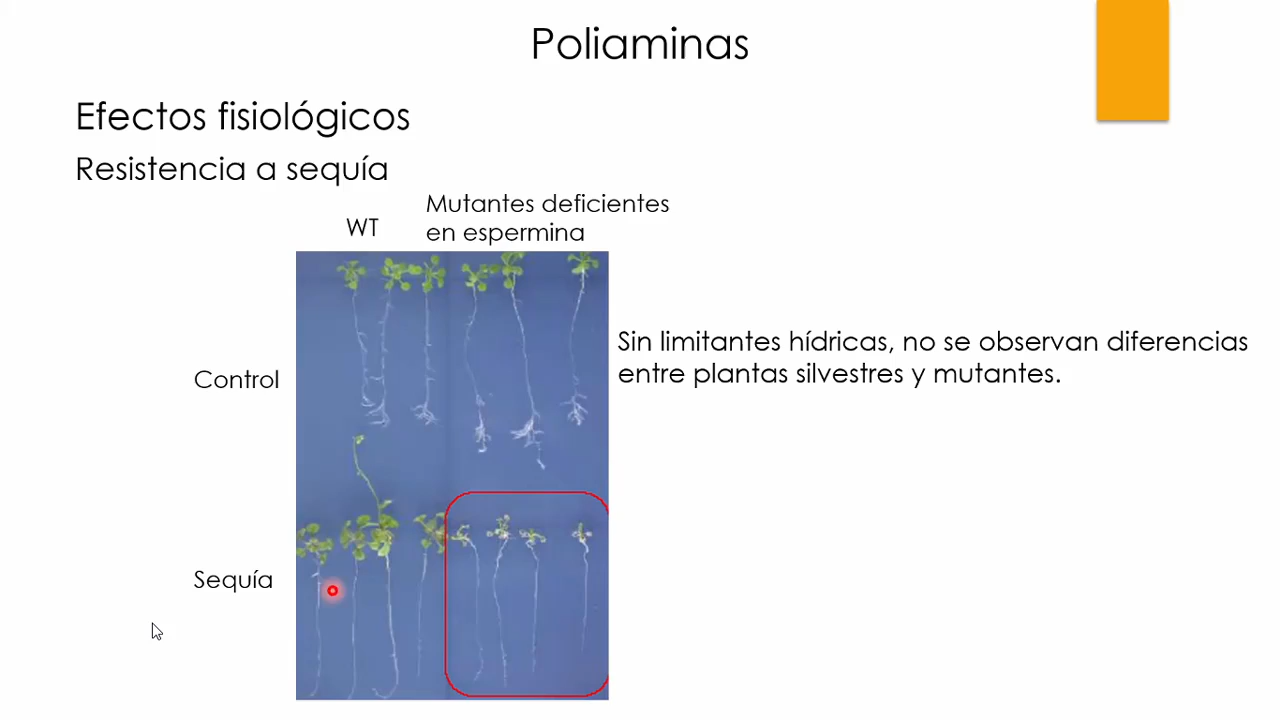 Poliaminas
Efectos fisiológicos
Resistencia a sequía
WT
Mutantes deficientes
en espermina
Control
Sin limitantes hídricas, no se observan diferencias
entre plantas silvestres y mutantes.
Sequía